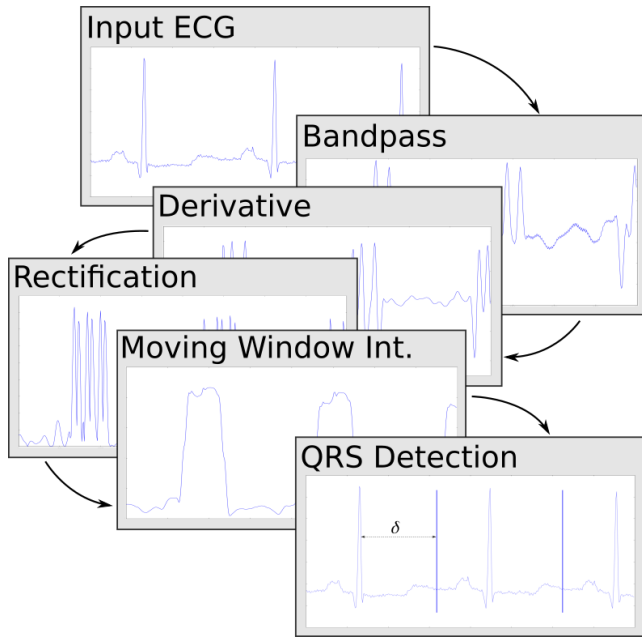 Input ECG
Bandpass
Derivative
Rectification
Moving Window Int.
QRS Detection
δ